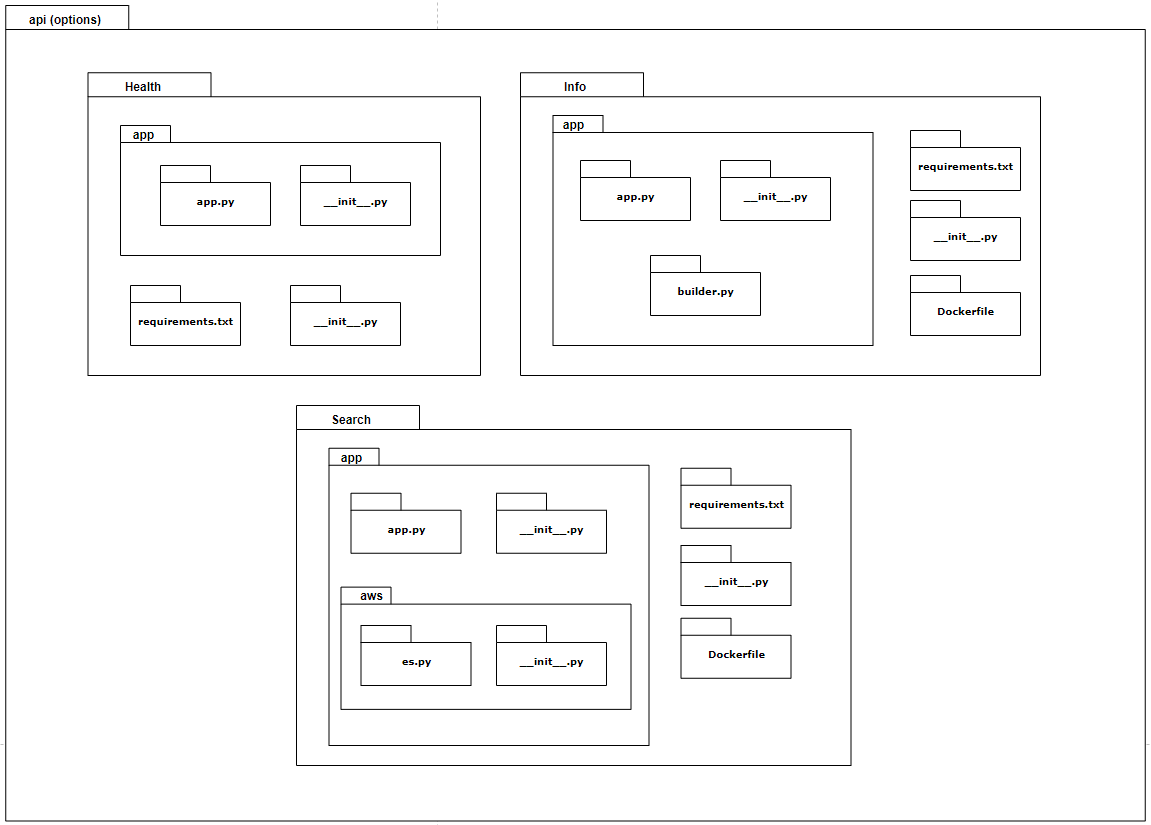 api (options)
Health
app
app.py
__init__.py
requirements.txt
__init__.py
Info
app
app.py
__init__.py
builder.py
requirements.txt
__init__.py
Dockerfile
Search
app
app.py
__init__.py
aws
es.py
__init__.py
requirements.txt
__init__.py
Dockerfile